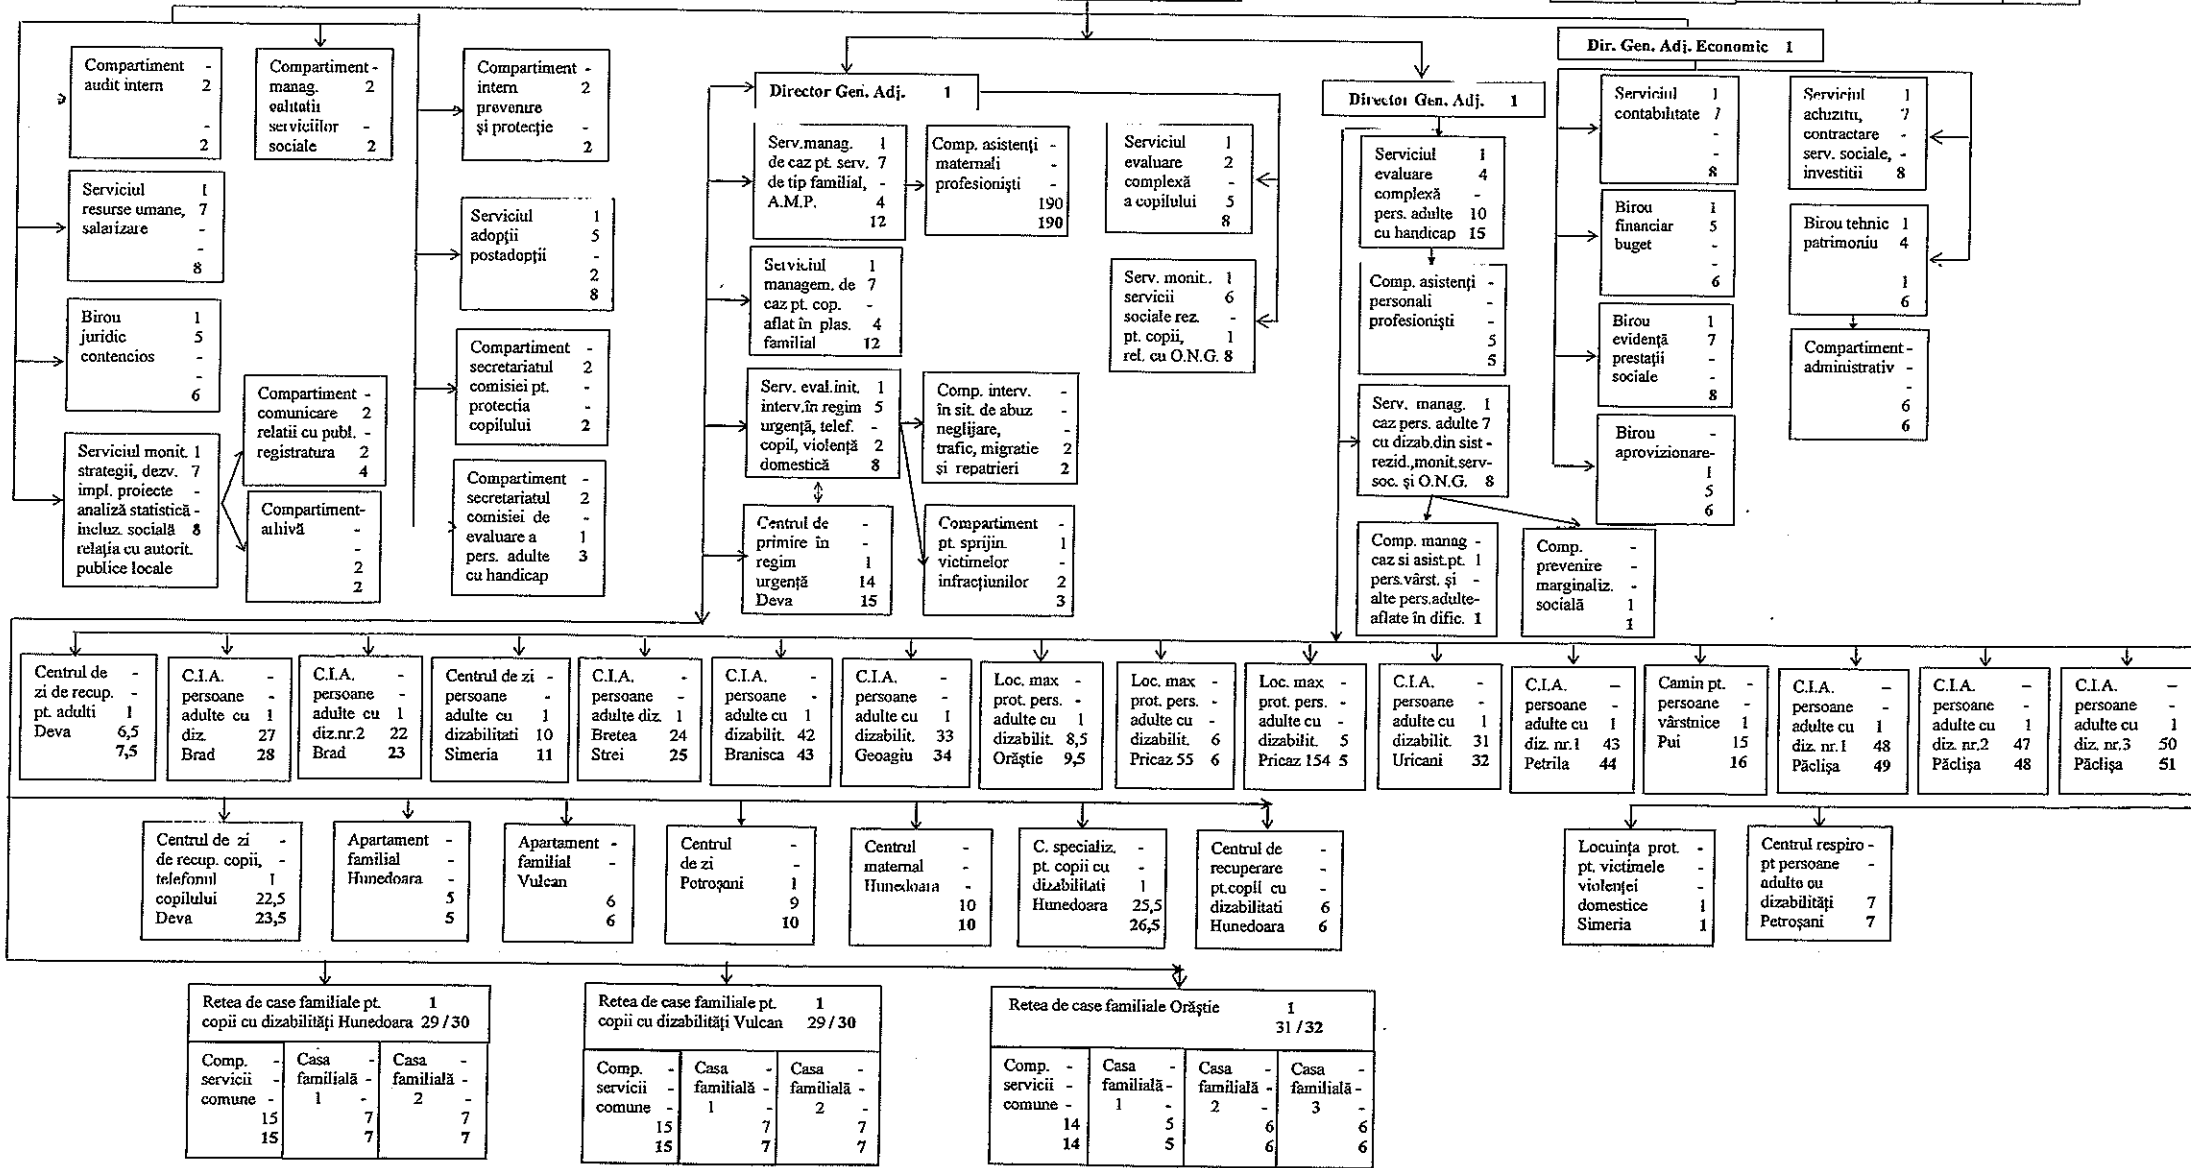 Dir. Gen. Adj. Economic 1
Compartiment -
audit intern 2
-
2
Compartiment -
manag. 2
calitatii
serviciilor -
sociale 2
Compartiment -
intern 2
prevenire
și protecție -
2
Director Gen. Adj. 1
Director Gen. Adj. 1
Serviciul 1
contabilitate 7
-
-
8
Serviciul 1
achizitii, 7
contractare -
serv. sociale, -
investitii 8
Serv.manag. 1
de caz pt. serv. 7
de tip familial, -
A.M.P. 4
12
Comp. asistenți -
maternali -
profesioniști -
190
190
Serviciul 1
evaluare 2
complexă -
a copilului 5
8
Serviciul 1
evaluare 4
complexă -
pers. adulte 10
cu handicap 15
Serviciul 1
resurse umane, 7
salarizare -
-
8
Serviciul 1
adopții 5
postadopții -
2
8
Birou 1
financiar 5
buget -
-
6
Birou tehnic 1
patrimoniu 4
1
6
Serviciul 1
managem. de 7
caz pt. cop. -
aflat în plas. 4
familial 12
Serv. monit.. 1
servicii 6
sociale rez. -
pt. copii, 1
rel. cu O.N.G. 8
Comp. asistenți -
personali -
profesioniști -
5
5
Birou 1
juridic 5
contencios -
-
6
Compartiment -
secretariatul 2
comisiei pt. -
protectia -
copilului 2
Birou 1
evidență 7
prestații -
sociale -
8
Compartiment -
administrativ -
-
6
6
Compartiment -
comunicare 2
relatii cu publ. -
registratura 2
4
Serv. eval.init. 1
interv.în regim 5
urgență, telef. -
copil, violență 2
domestică 8
Comp. interv. -
în sit. de abuz -
neglijare, -
trafic, migratie 2
și repatrieri 2
Serv. manag. 1
caz pers. adulte 7
cu dizab.din sist -
rezid.,monit.serv-
soc. și O.N.G. 8
Birou -
aprovizionare-
1
5
6
Serviciul monit. 1
strategii, dezv. 7
impl. proiecte -
analiză statistică -
incluz. socială 8
relația cu autorit.
publice locale
Compartiment-
arhivă -
-
2
2
Compartiment -
secretariatul 2
comisiei de -
evaluare a 1
pers. adulte 3
cu handicap
Centrul de -
primire în -
regim 1
urgență 14
Deva 15
Compartiment -
pt. sprijin. 1
victimelor -
infracțiunilor 2
3
Comp. manag -
caz si asist.pt. 1
pers.vârst. și -
alte pers.adulte-
aflate în dific. 1
Comp. -
prevenire -
marginaliz. -
socială 1
1
Centrul de -
zi de recup. -
pt. adulti 1
Deva 6,5
7,5
C.I.A. -
persoane -
adulte cu 1
diz. 27
Brad 28
C.I.A. -
persoane -
adulte cu 1
diz.nr.2 22
Brad 23
Centrul de zi -
persoane -
adulte cu 1
dizabilitati 10
Simeria 11
C.I.A. -
persoane -
adulte diz. 1
Bretea 24
Strei 25
C.I.A. -
persoane -
adulte cu 1
dizabilit. 42
Branisca 43
C.I.A. -
persoane -
adulte cu 1
dizabilit. 33
Geoagiu 34
Loc. max -
prot. pers. -
adulte cu 1
dizabilit. 8,5
Orăștie 9,5
Loc. max -
prot. pers. -
adulte cu -
dizabilit. 6
Pricaz 55 6
Loc. max -
prot. pers. -
adulte cu -
dizabilit. 5
Pricaz 154 5
C.I.A. -
persoane -
adulte cu 1
dizabilit. 31
Uricani 32
C.I.A. -
persoane -
adulte cu 1
diz. nr.1 43
Petrila 44
Camin pt. -
persoane -
vârstnice 1
Pui 15
16
C.I.A. -
persoane -
adulte cu 1
diz. nr.1 48
Păclișa 49
C.I.A. -
persoane -
adulte cu 1
diz. nr.2 47
Păclișa 48
C.I.A. -
persoane -
adulte cu 1
diz. nr.3 50
Păclișa 51
Centrul de zi -
de recup. copii, -
telefonul 1
copilului 22,5
Deva 23,5
Apartament -
familial -
Hunedoara -
5
5
Apartament -
familial -
Vulcan -
6
6
Centrul -
de zi -
Petroșani 1
9
10
Centrul -
maternal -
Hunedoara -
10
10
C. specializ. -
pt. copii cu -
dizabilitati 1
Hunedoara 25,5
26,5
Centrul de -
recuperare -
pt.copii cu -
dizabilitati 6
Hunedoara 6
Locuința prot. -
pt. victimele -
violenței -
domestice 1
Simeria 1
Centrul respiro -
pt persoane -
adulte cu
dizabilități 7
Petroșani 7
Retea de case familiale pt. 1
copii cu dizabilități Hunedoara 29 / 30
Comp. -
servicii -
comune -
15
15
Casa -
familială -
1 -
7
7
Casa -
familială -
2 -
7
7
Retea de case familiale pt. 1
copii cu dizabilități Vulcan 29 / 30
Comp. -
servicii -
comune -
15
15
Casa -
familială -
1 -
7
7
Casa -
familială -
2 -
7
7
Retea de case familiale Orăștie 1
31 / 32
Comp. -
servicii -
comune -
14
14
Casa -
familială -
1 -
5
5
Casa -
familială -
2 -
6
6
Casa -
familială -
3 -
6
6